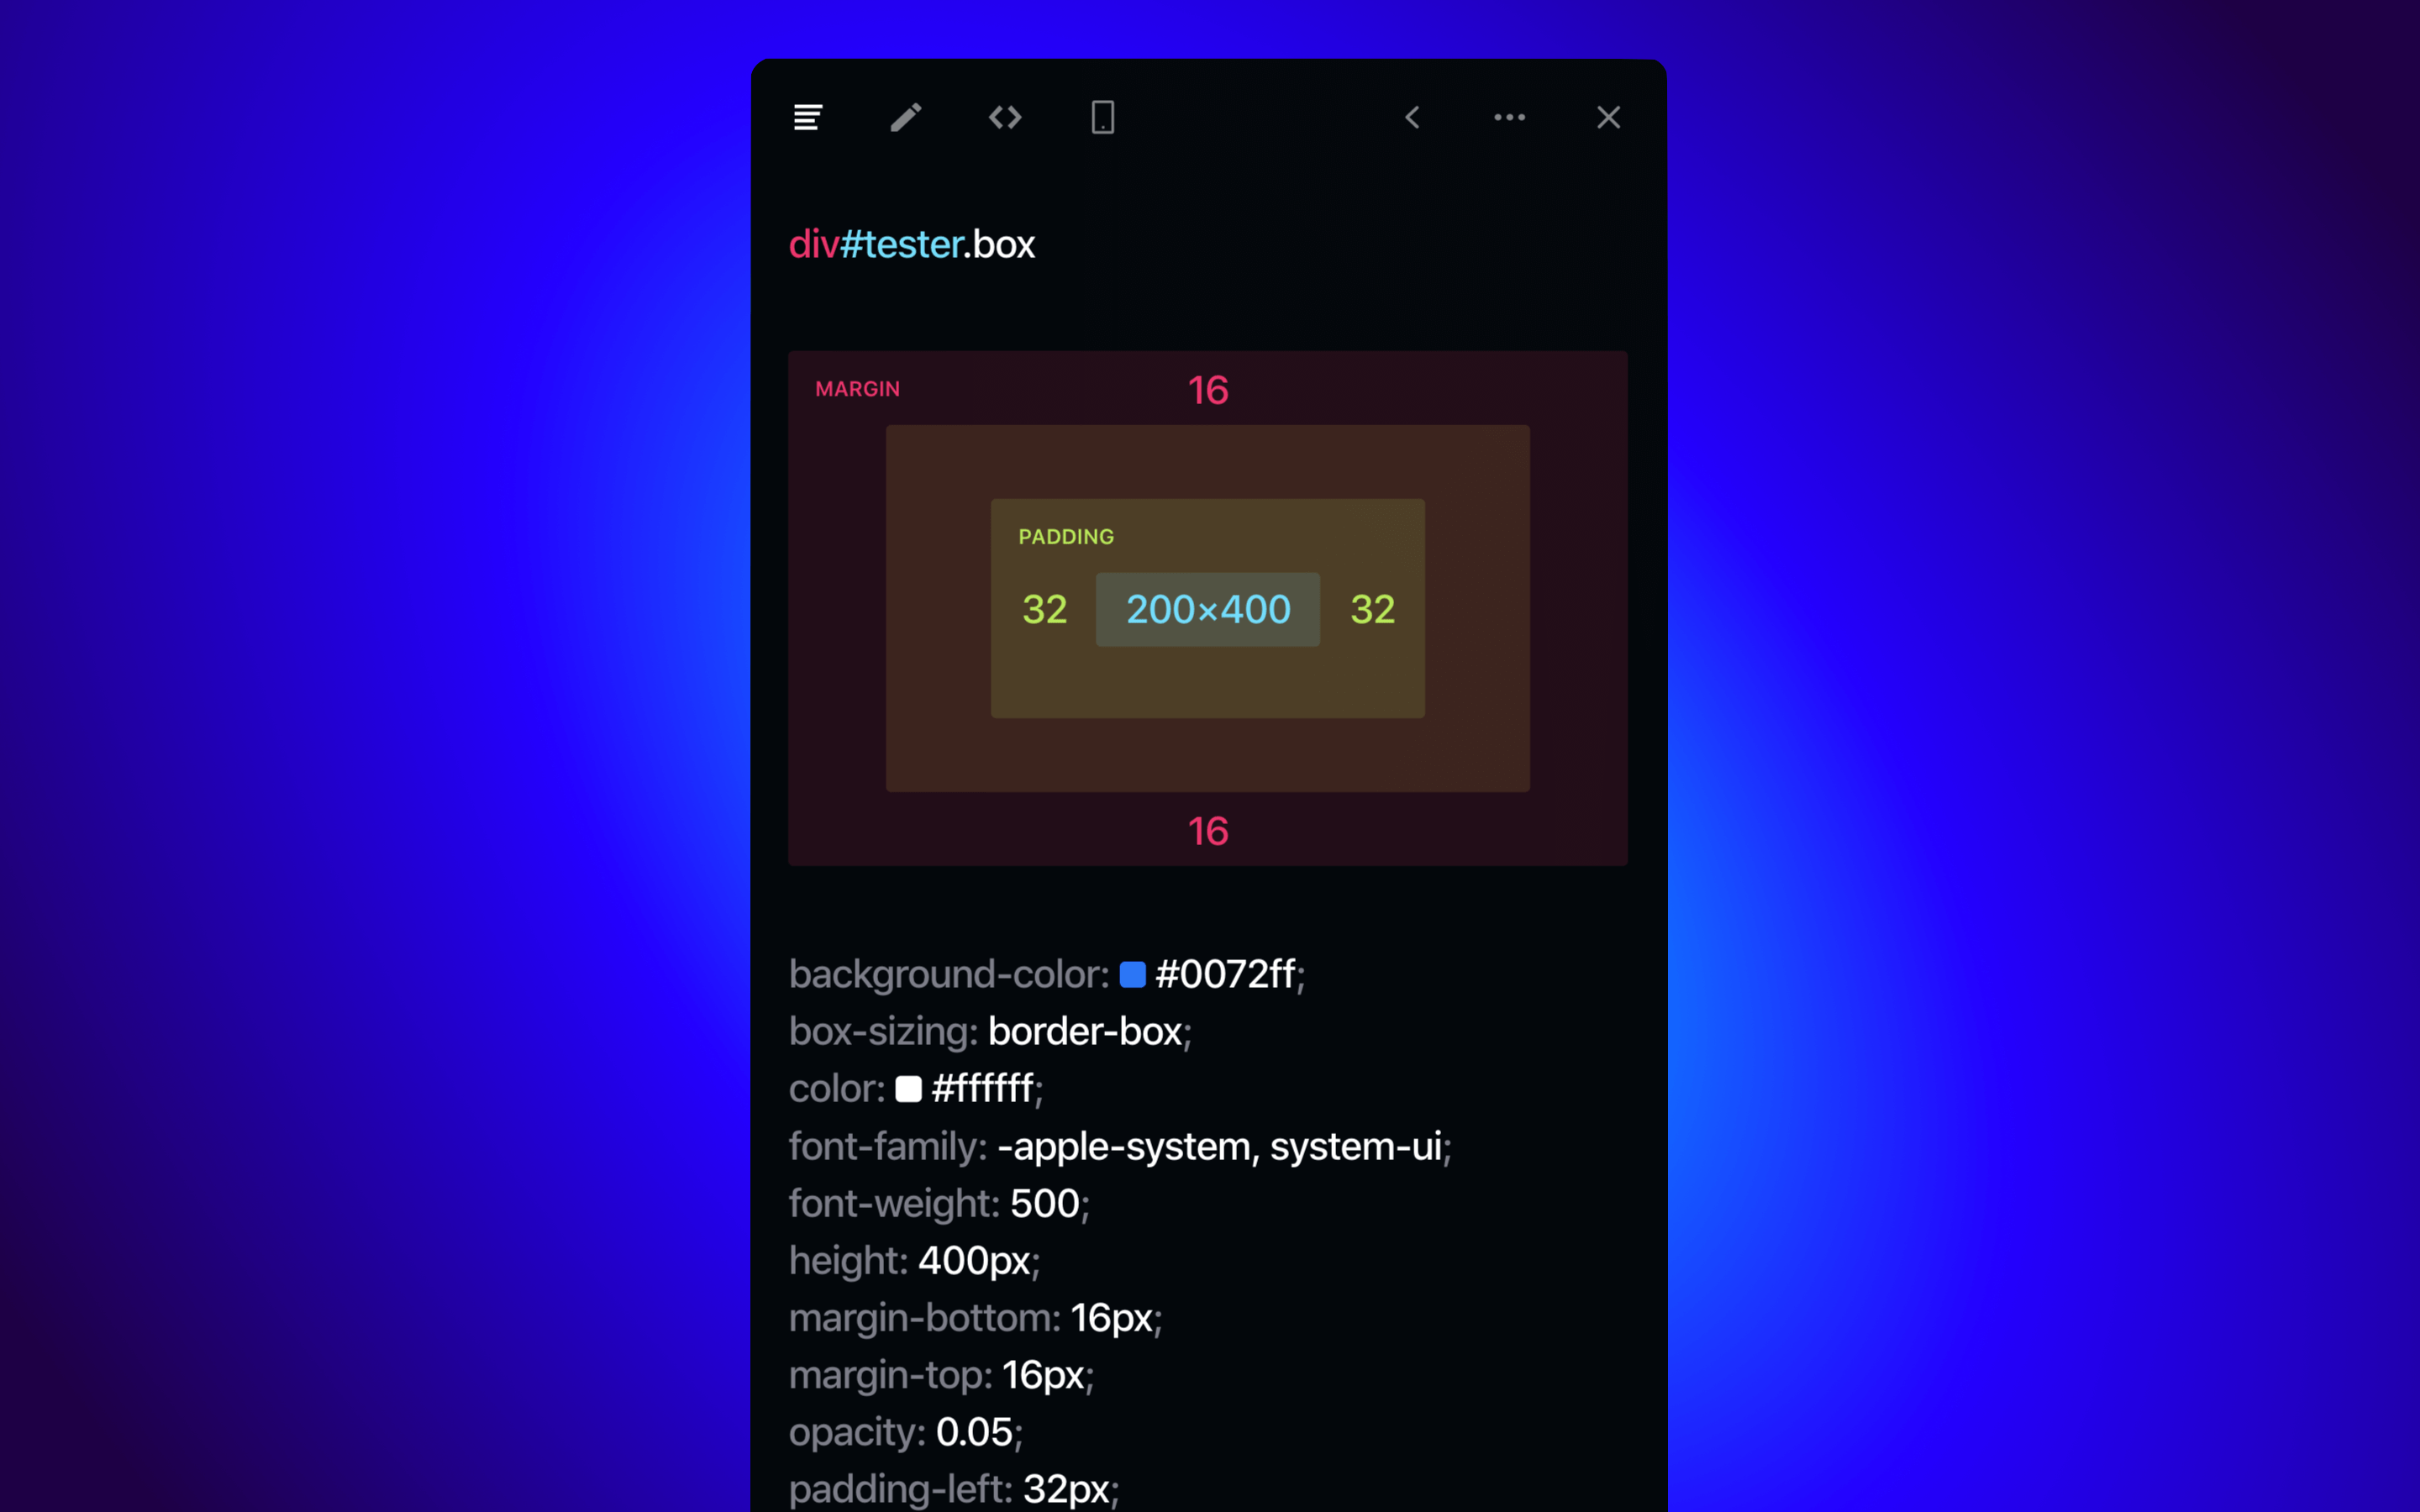 div#tester.box
MARGIN 16
PADDING
32 200×400 32
16
background-color: #0072ff;
box-sizing: border-box;
color: #ffffff;
font-family: -apple-system, system-ui;
font-weight: 500;
height: 400px;
margin-bottom: 16px;
margin-top: 16px;
opacity: 0.05;
padding-left: 32px;